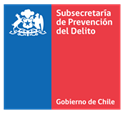 Subsecretaría
de Prevención
del Delito
Gobierno de Chile